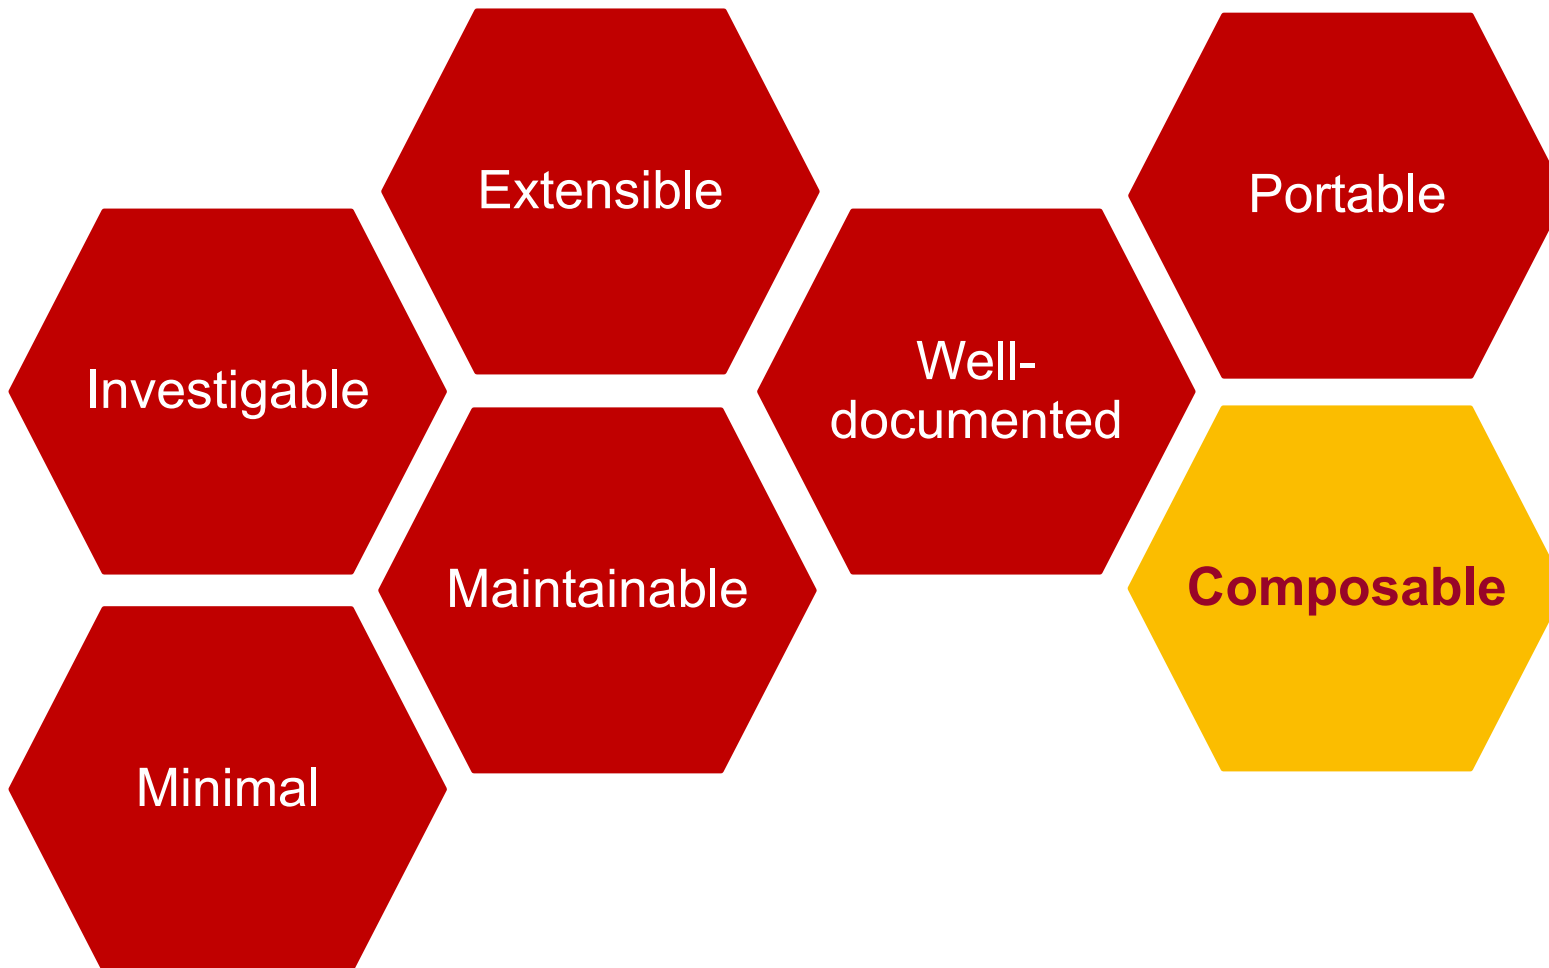 Extensible
Portable
Investigable
Well-
documented
Maintainable
Composable
Minimal